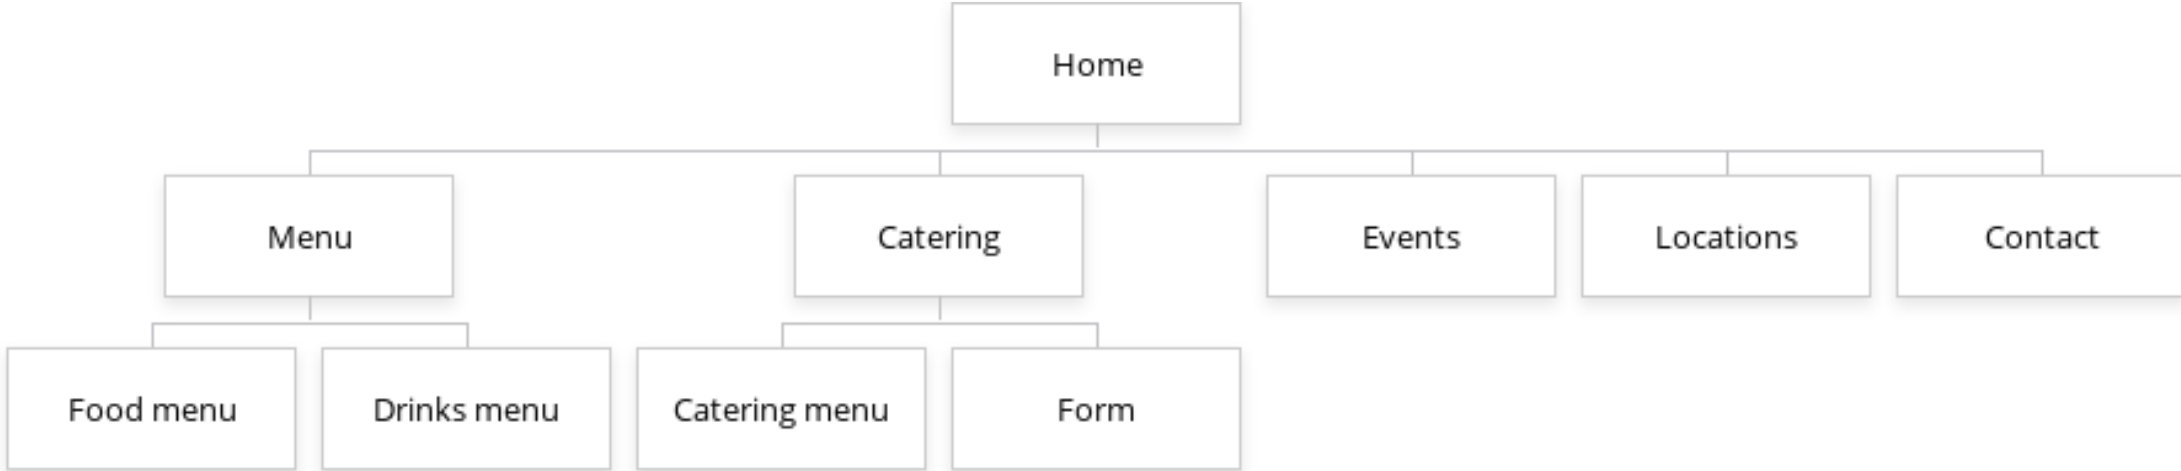 Home
Menu
Catering
Events
Locations
Contact
Food menu
Drinks menu
Catering menu
Form